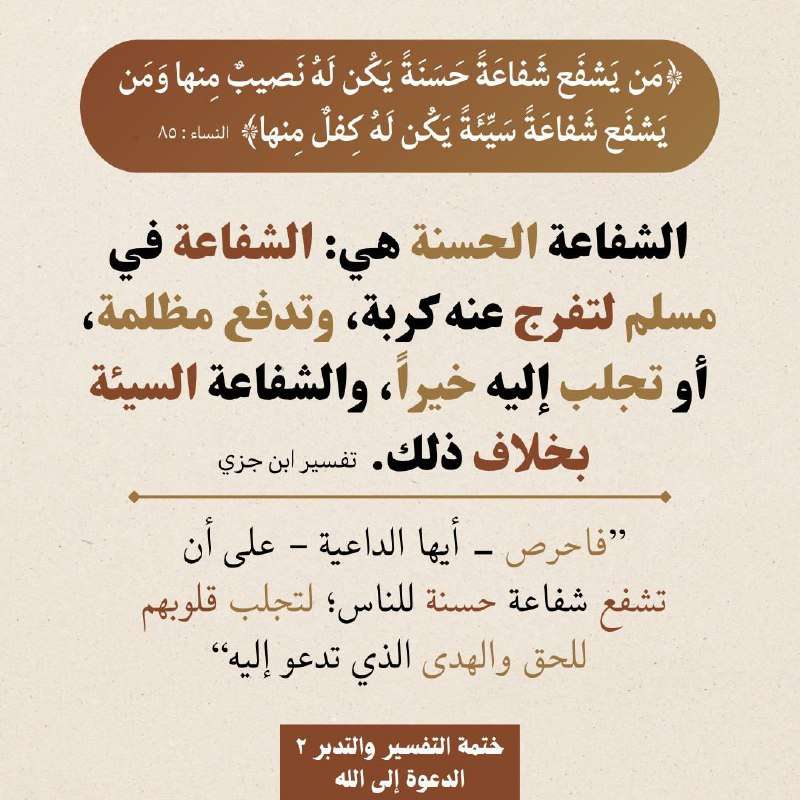 ﴿مَن يَشفَع شَفاعَةً حَسَنَةً يَكُن لَهُ نَصيبٌ مِنها وَمَن
يَشفَع شَفاعَةً سَيِّئَةً يَكُن لَهُ كِفلٌ مِنها﴾ النساء : ٨٥
الشفاعة الحسنة هي: الشفاعة في
مسلم لتفرج عنه كربة، وتدفع مظلمة،
أو تجلب إليه خيراً، والشفاعة السيئة
بخلاف ذلك. تفسير ابن جزي
”فاحرص – أيها الداعية – على أن
تشفع شفاعة حسنة للناس؛ لتجلب قلوبهم
للحق والهدى الذي تدعو إليه“
ختمة التفسير والتدبر ٢
الدعوة إلى الله